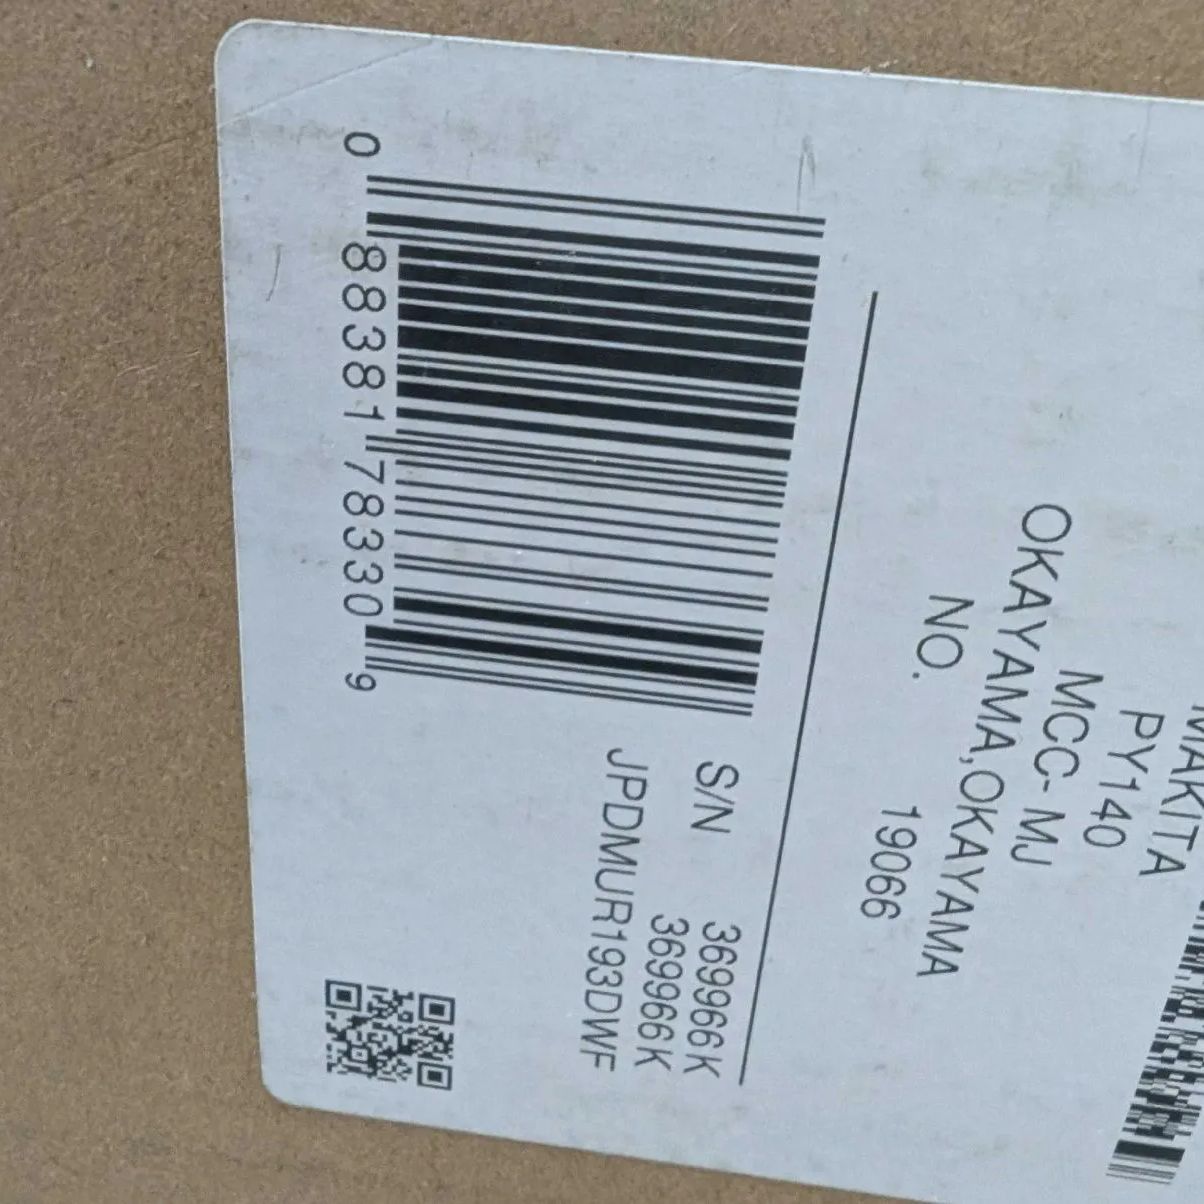 MAKITA
PY140
MCC-MJ
OKAYAMA,OKAYAMA
NO. 19066
S/N 369966K
369966K
JPDMUR193DWF
0 88381 78330 9